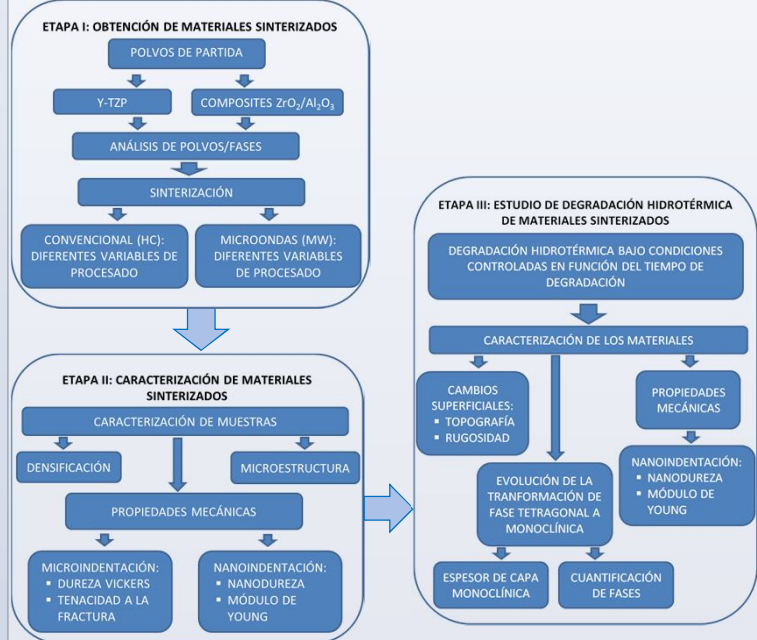 ETAPA I: OBTENCIÓN DE MATERIALES SINTERIZADOS
POLVOS DE PARTIDA
Y-TZP
COMPOSITES ZrO₂/Al₂O₃
ANÁLISIS DE POLVOS/FASES
SINTERIZACIÓN
CONVENCIONAL (HC):
DIFERENTES VARIABLES DE
PROCESADO
MICROONDAS (MW):
DIFERENTES VARIABLES
DE PROCESADO
ETAPA II: CARACTERIZACIÓN DE MATERIALES
SINTERIZADOS
CARACTERIZACIÓN DE MUESTRAS
DENSIFICACIÓN
MICROESTRUCTURA
PROPIEDADES MECÁNICAS
MICROINDENTACIÓN:
▪ DUREZA VICKERS
▪ TENACIDAD A LA
FRACTURA
NANOINDENTACIÓN:
▪ NANODUREZA
▪ MÓDULO DE
YOUNG
ETAPA III: ESTUDIO DE DEGRADACIÓN HIDROTÉRMICA
DE MATERIALES SINTERIZADOS
DEGRADACIÓN HIDROTÉRMICA BAJO CONDICIONES
CONTROLADAS EN FUNCIÓN DEL TIEMPO DE
DEGRADACIÓN
CARACTERIZACIÓN DE LOS MATERIALES
CAMBIOS
SUPERFICIALES:
▪ TOPOGRAFÍA
▪ RUGOSIDAD
PROPIEDADES
MECÁNICAS
NANOINDENTACIÓN:
▪ NANODUREZA
▪ MÓDULO DE
YOUNG
EVOLUCIÓN DE LA
TRANFORMACIÓN DE
FASE TETRAGONAL A
MONOCLÍNICA
ESPESOR DE CAPA
MONOCLÍNICA
CUANTIFICACIÓN
DE FASES